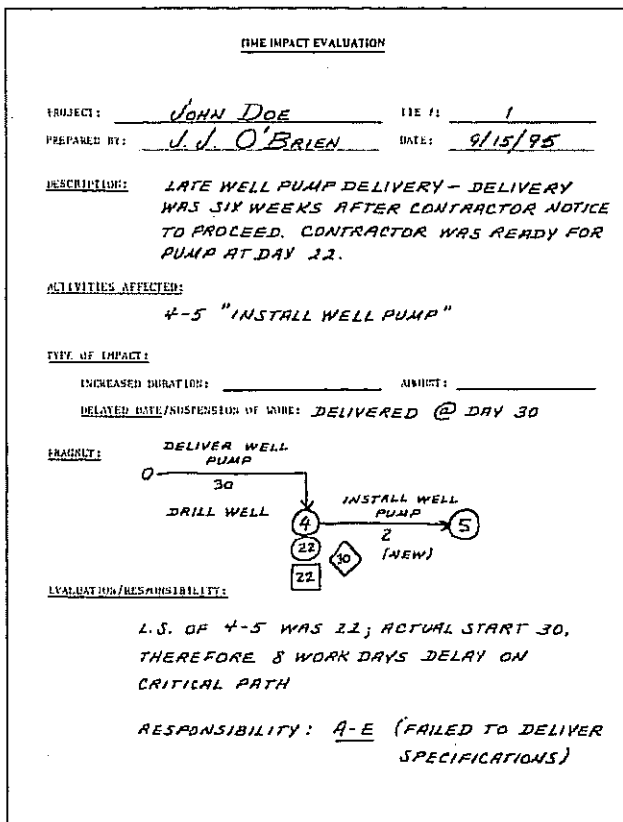 TIME IMPACT EVALUATION
PROJECT: JOHN DOE TIE #: 1
PREPARED BY: J. J. O'BRIEN DATE: 9/15/95
DESCRIPTION: LATE WELL PUMP DELIVERY - DELIVERY
WAS SIX WEEKS AFTER CONTRACTOR NOTICE
TO PROCEED. CONTRACTOR WAS READY FOR
PUMP AT DAY 22.
ACTIVITIES AFFECTED:
4-5 "INSTALL WELL PUMP"
TYPE OF IMPACT:
INCREASED DURATION: AMOUNT:
DELAYED DATE/SUSPENSION OF WORK: DELIVERED @ DAY 30
FRAGNET:
DELIVER WELL
PUMP
0
30
DRILL WELL
INSTALL WELL
PUMP
4
5
2
(NEW)
22
30
22
EVALUATION/RESPONSIBILITY:
L.S. OF 4-5 WAS 22; ACTUAL START 30,
THEREFORE 8 WORK DAYS DELAY ON
CRITICAL PATH
RESPONSIBILITY: A-E (FAILED TO DELIVER
SPECIFICATIONS)